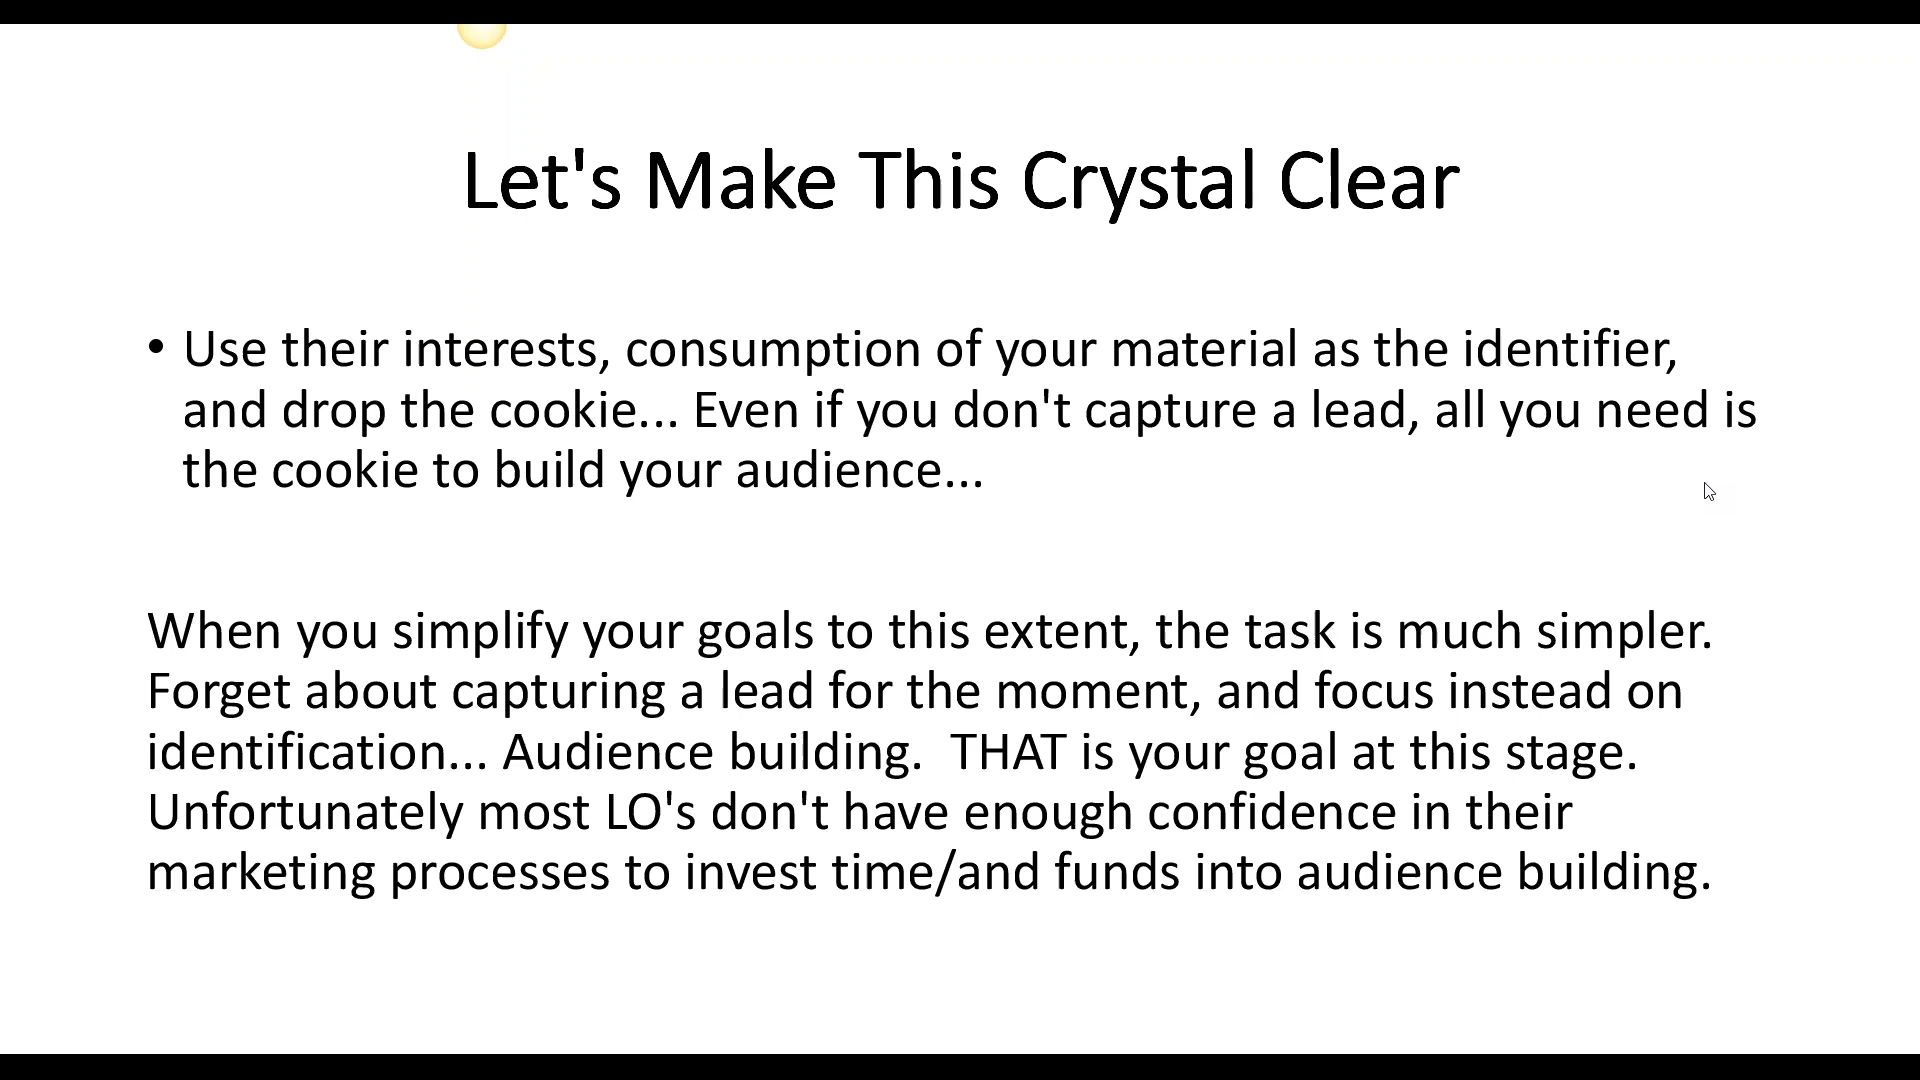 Let's Make This Crystal Clear
• Use their interests, consumption of your material as the identifier,
and drop the cookie... Even if you don't capture a lead, all you need is
the cookie to build your audience...
When you simplify your goals to this extent, the task is much simpler.
Forget about capturing a lead for the moment, and focus instead on
identification... Audience building.  THAT is your goal at this stage.
Unfortunately most LO's don't have enough confidence in their
marketing processes to invest time/and funds into audience building.